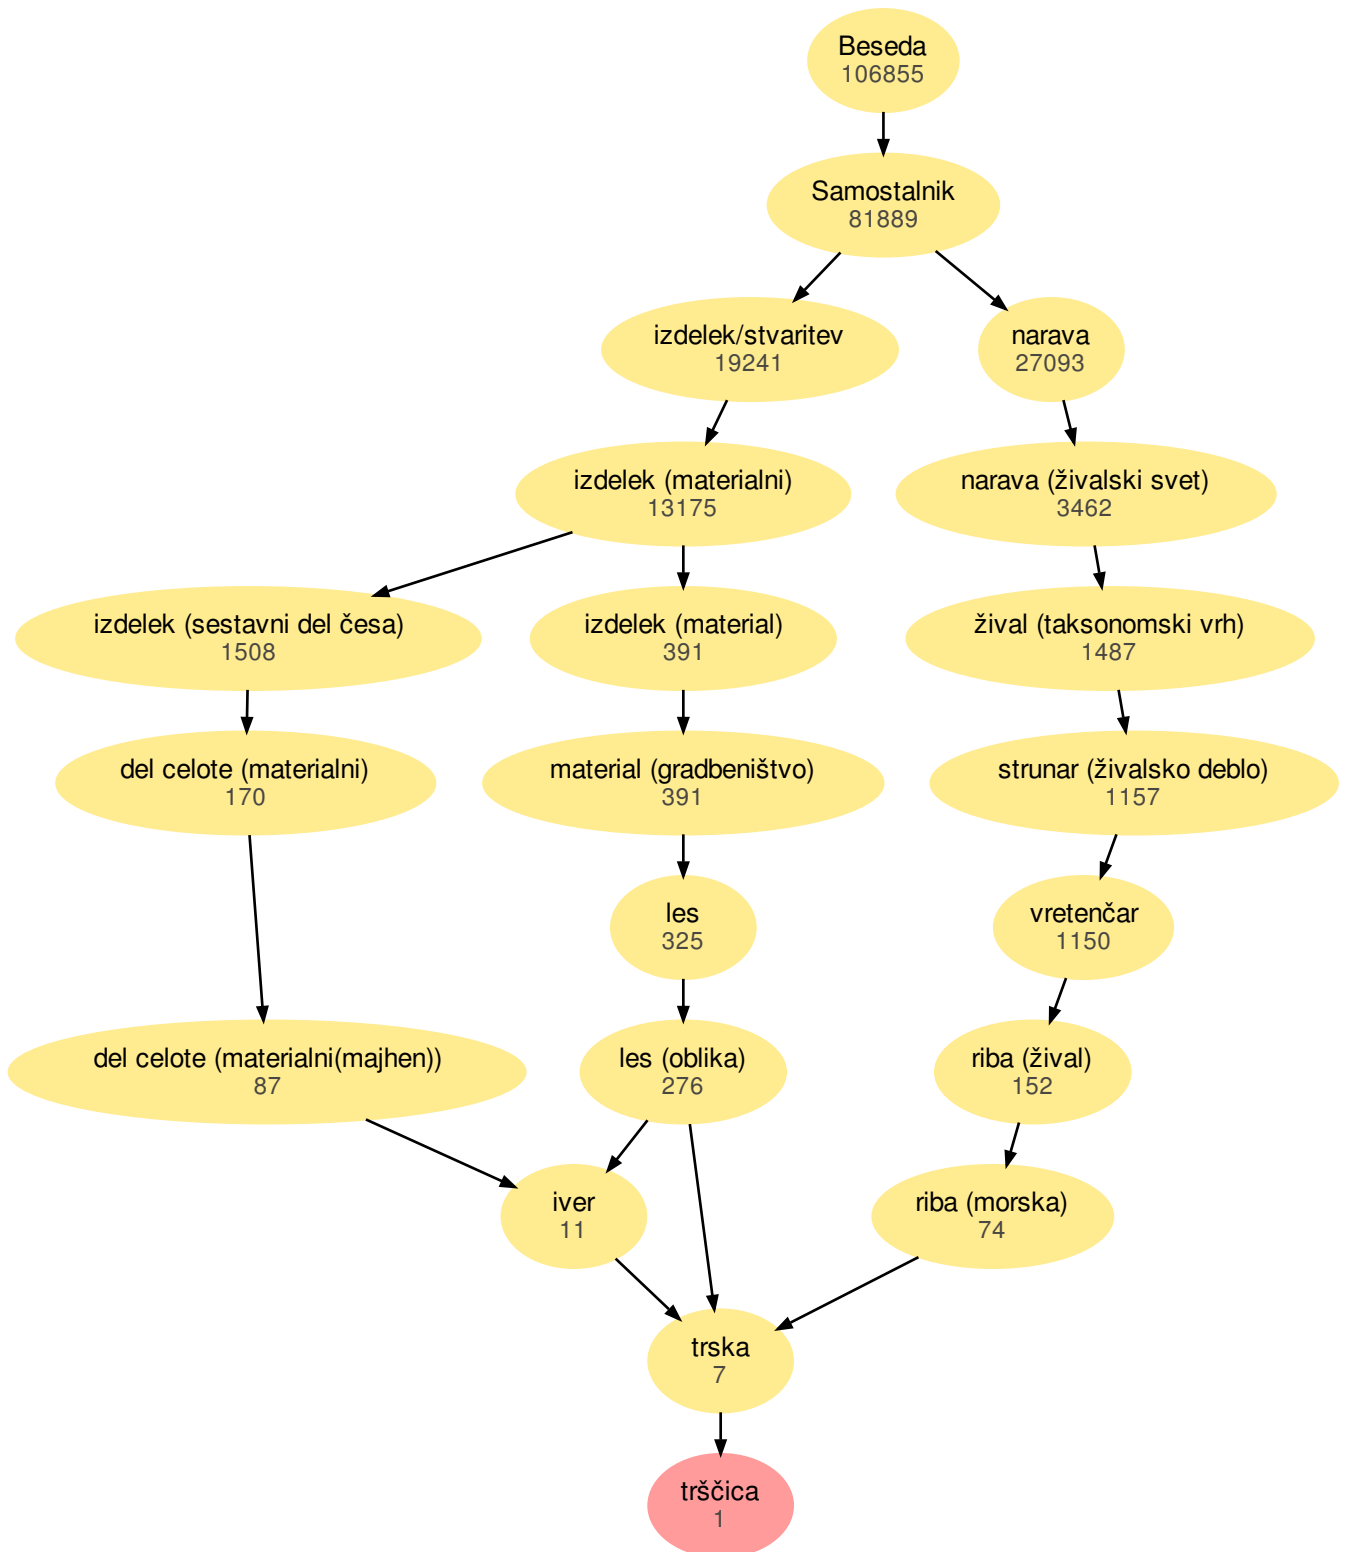 Beseda
106855
Samostalnik
81889
izdelek/stvaritev
19241
narava
27093
izdelek (materialni)
13175
narava (živalski svet)
3462
izdelek (sestavni del česa)
1508
izdelek (material)
391
žival (taksonomski vrh)
1487
del celote (materialni)
170
material (gradbeništvo)
391
strunar (živalsko deblo)
1157
les
325
vretenčar
1150
del celote (materialni(majhen))
87
les (oblika)
276
riba (žival)
152
iver
11
riba (morska)
74
trska
7
trščica
1